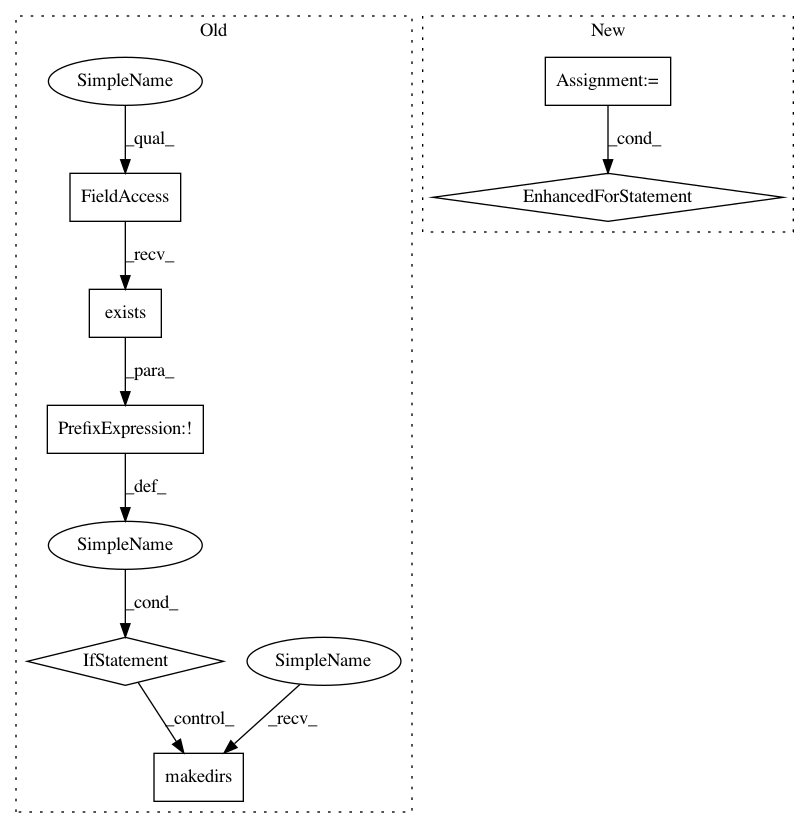 Old
SimpleName
_qual_
FieldAccess
_recv_
exists
_para_
PrefixExpression:!
_def_
SimpleName
_cond_
IfStatement
SimpleName
_control_
_recv_
makedirs
New
Assignment:=
_cond_
EnhancedForStatement